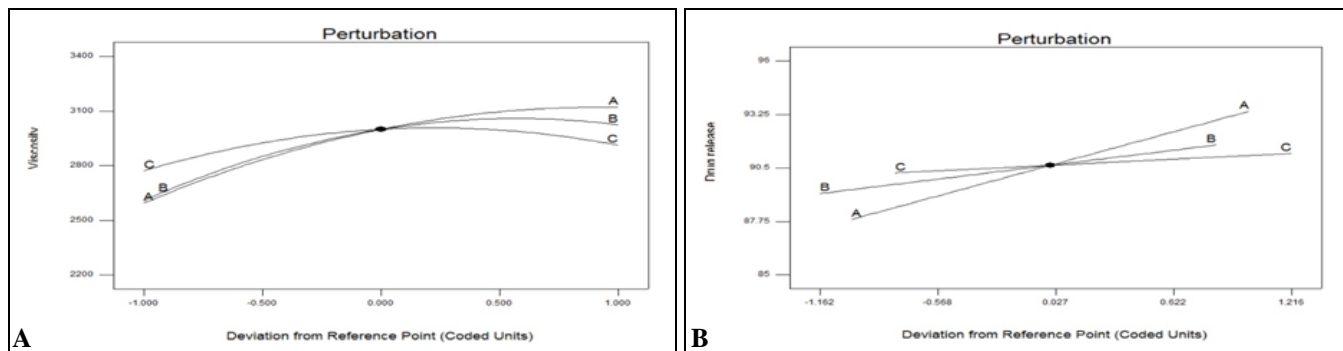 Perturbation
3400
3100
2800
2500
2200
Viscosity
A
B
C
C
B
A
-1.000
-0.500
0.000
0.500
1.000
Deviation from Reference Point (Coded Units)
A
Perturbation
96
93.25
90.5
87.75
85
release
A
B
C
C
B
A
-1.162
-0.568
0.027
0.622
1.216
Deviation from Reference Point (Coded Units)
B